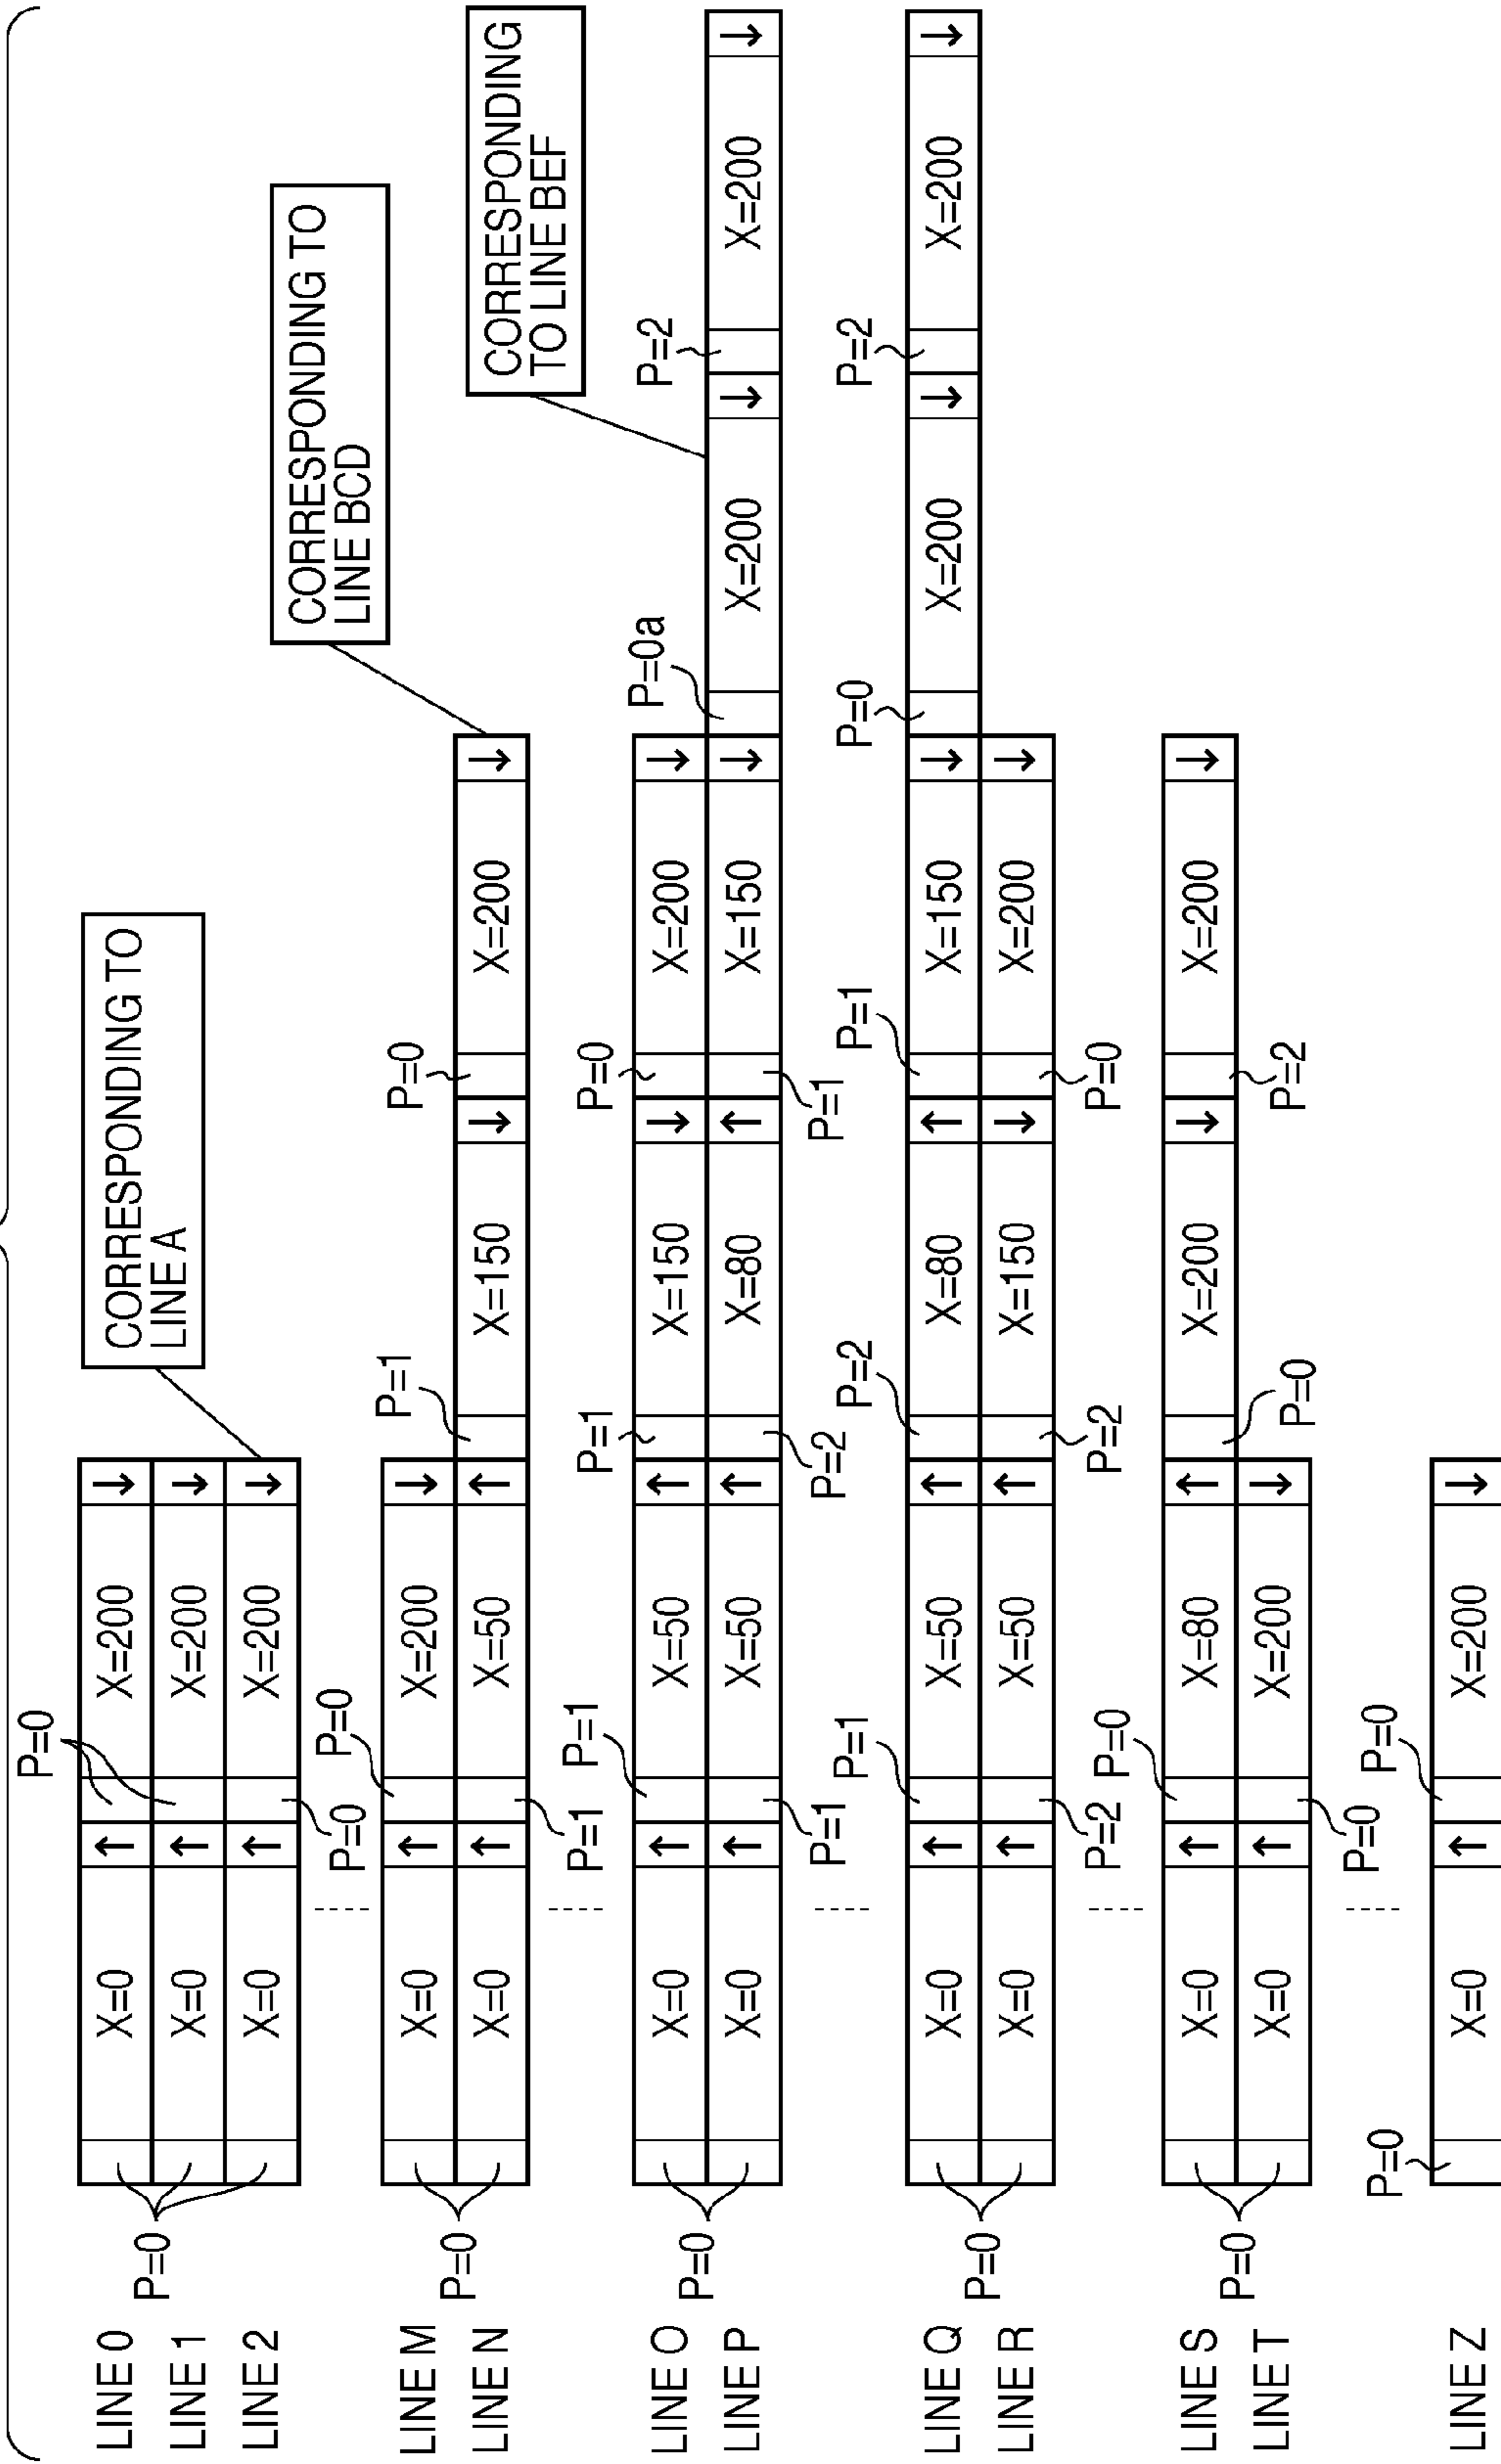 P=0
CORRESPONDING TO
LINE A
LINE 0 X=0 X=200
P=0
LINE 1 X=0 X=200
LINE 2 X=0 X=200
P=0
CORRESPONDING TO
LINE BCD
P=0 P=1 P=0
LINE M X=0 X=200
P=0
LINE N X=0 X=50 X=150 X=200
P=1
CORRESPONDING
TO LINE BEF
P=1 P=1 P=0 P=0a P=2
LINE O X=0 X=50 X=150 X=200
P=0
LINE P X=0 X=50 X=80 X=150 X=200 X=200
P=1 P=2 P=1
P=1 P=2 P=1 P=0 P=2
LINE Q X=0 X=50 X=80 X=150 X=200 X=200
P=0
LINE R X=0 X=50 X=150 X=200
P=2 P=2 P=0
P=0
LINE S X=0 X=80 X=200 X=200
P=0
LINE T X=0 X=200
P=0 P=0 P=2
P=0 P=0
LINE Z X=0 X=200